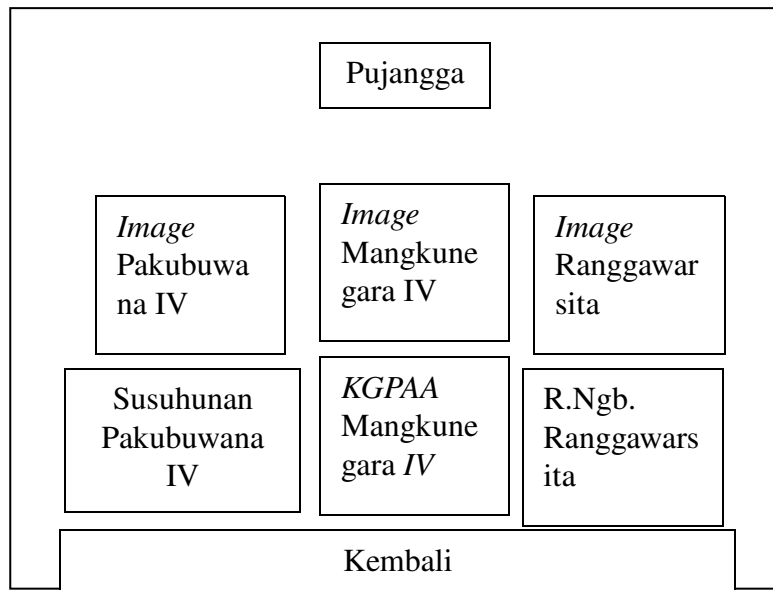 Pujangga
Image
Pakubuwa
na IV
Image
Mangkune
gara IV
Image
Ranggawar
sita
Susuhunan
Pakubuwana
IV
KGPAA
Mangkune
gara IV
R.Ngb.
Ranggawars
ita
Kembali